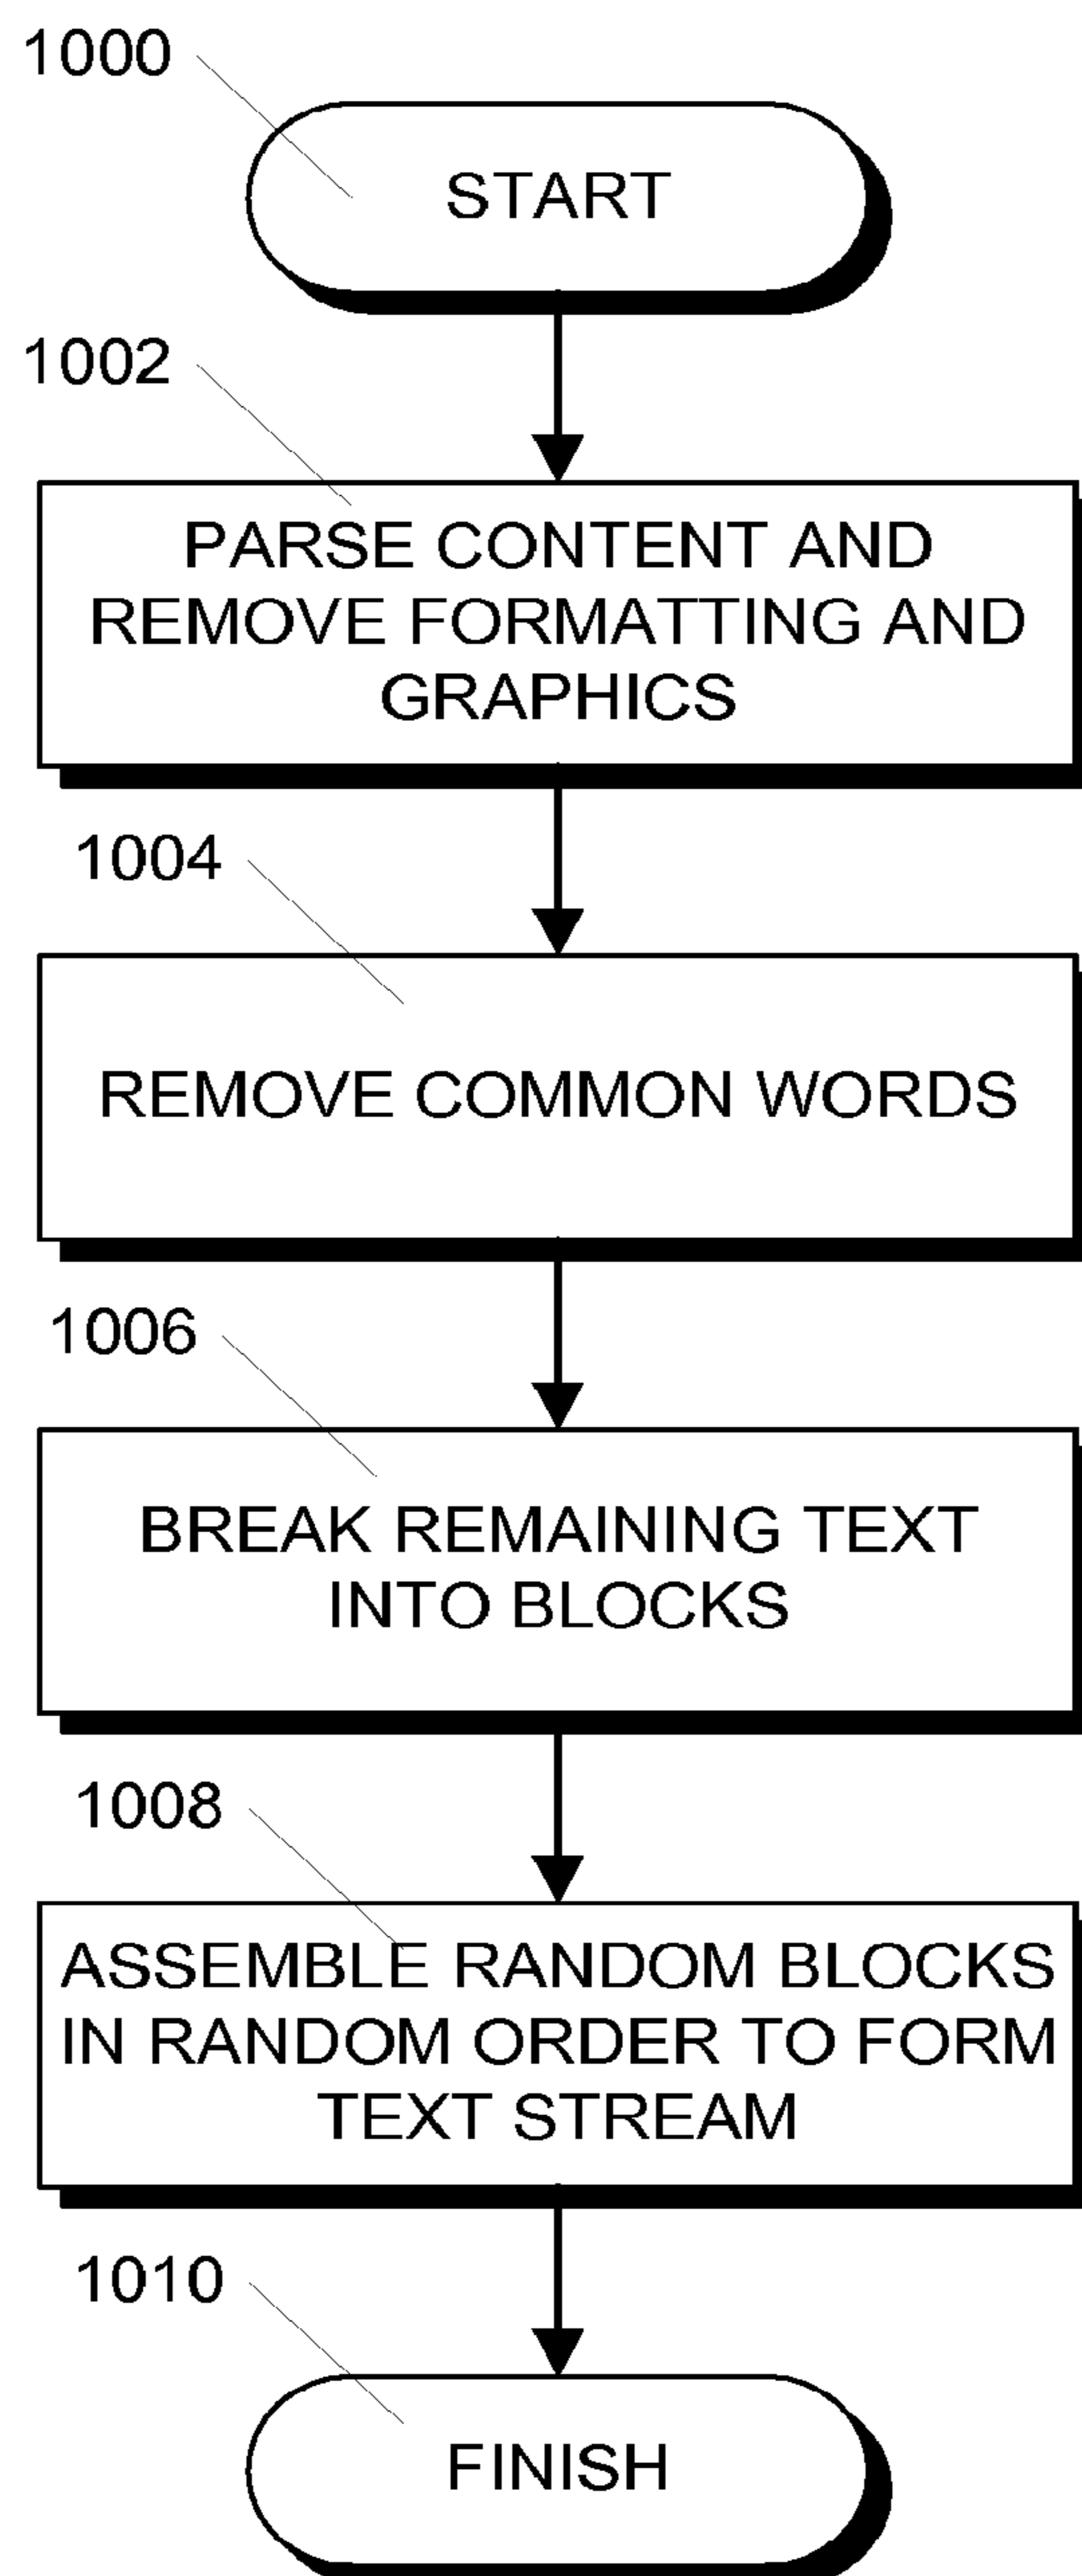 1000
START
1002
PARSE CONTENT AND
REMOVE FORMATTING AND
GRAPHICS
1004
REMOVE COMMON WORDS
1006
BREAK REMAINING TEXT
INTO BLOCKS
1008
ASSEMBLE RANDOM BLOCKS
IN RANDOM ORDER TO FORM
TEXT STREAM
1010
FINISH